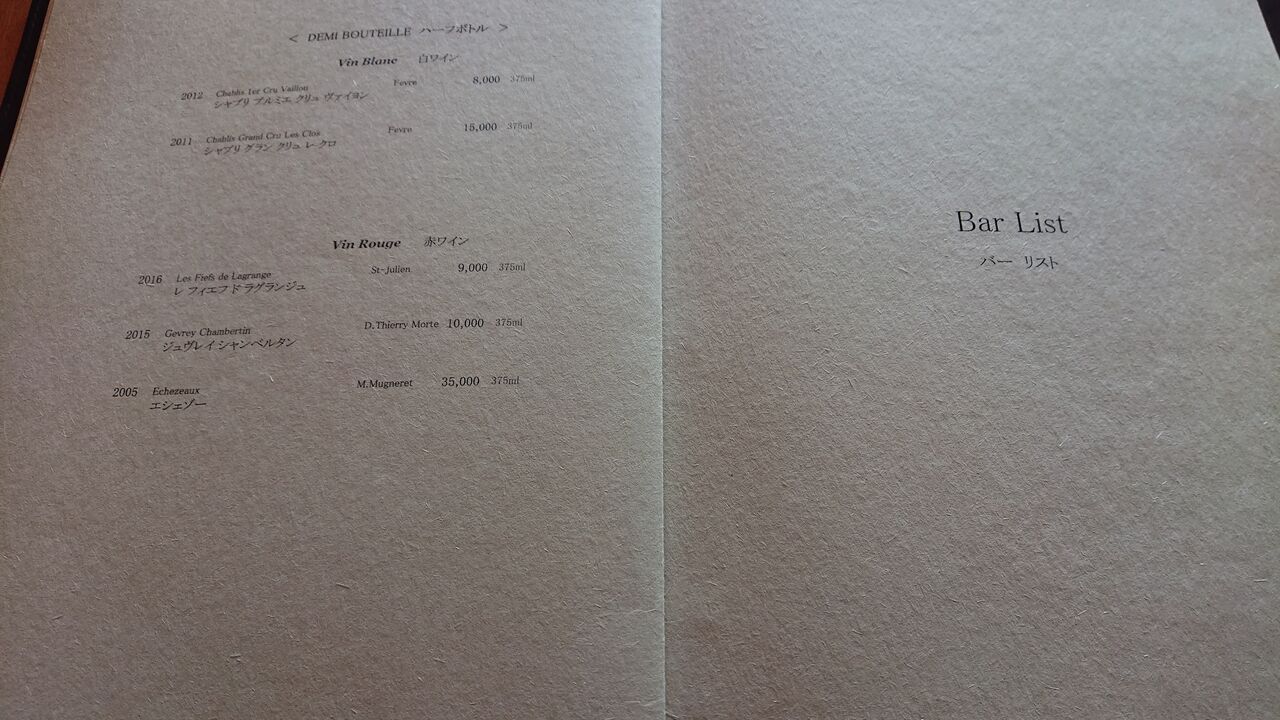 < DEMI BOUTEILLE ハーフボトル >
Vin Blanc 白ワイン
2012 Chablis 1er Cru Vaillou Fevre 8,000 375ml
シャブリ プルミエ クリュ ヴァイヨン
2011 Chablis Grand Cru Les Clos Fevre 15,000 375ml
シャブリ グラン クリュ レ クロ
Vin Rouge 赤ワイン
2016 Les Fiefs de Lagrange St-Julien 9,000 375ml
レ フィエフ ド ラグランジュ
2015 Gevrey Chambertin D.Thierry Morte 10,000 375ml
ジュヴレイ シャンベルタン
2005 Echezeaux M.Mugneret 35,000 375ml
エシェゾー
Bar List
バー リスト